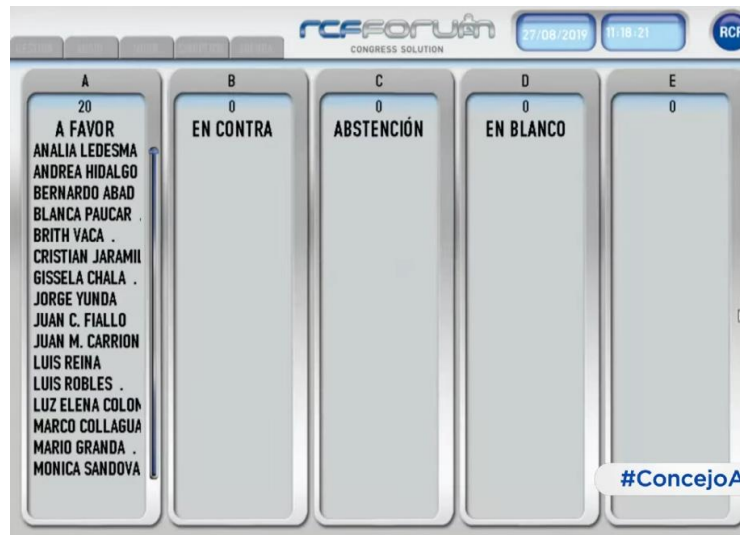 RCF FORUM
CONGRESS SOLUTION
27/08/2019
11:18:21
RCF
A
20
A FAVOR
ANALIA LEDESMA
ANDREA HIDALGO
BERNARDO ABAD
BLANCA PAUCAR .
BRITH VACA .
CRISTIAN JARAMIL
GISSELA CHALA .
JORGE YUNDA
JUAN C. FIALLO
JUAN M. CARRION
LUIS REINA
LUIS ROBLES .
LUZ ELENA COLON
MARCO COLLAGUA
MARIO GRANDA .
MONICA SANDOVA
B
0
EN CONTRA
C
0
ABSTENCIÓN
D
0
EN BLANCO
E
0
#ConcejoA